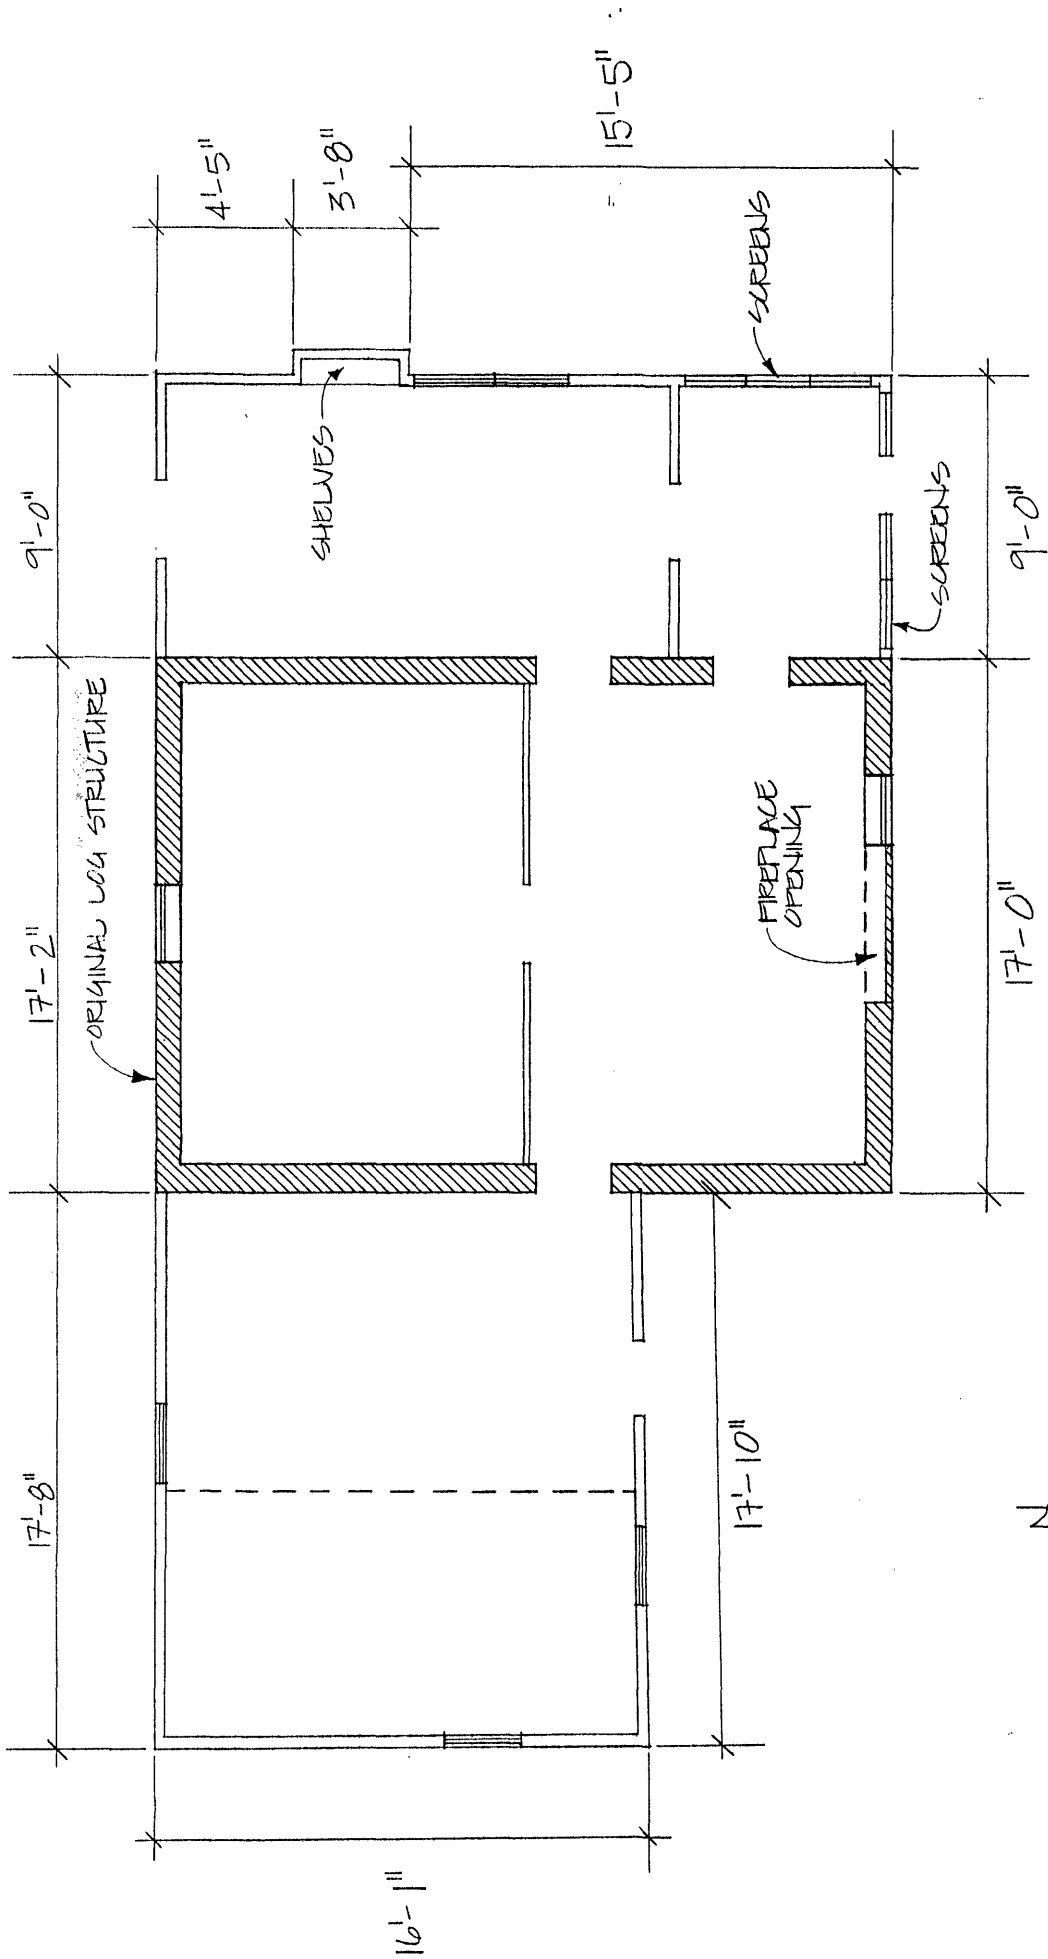 17'-8"
17'-2"
9'-0"
ORIGINAL LOG STRUCTURE
4'-5"
3'-8"
SHELVES
16'-1"
15'-5"
SCREENS
FIREPLACE
OPENING
SCREENS
17'-10"
17'-0"
9'-0"
N